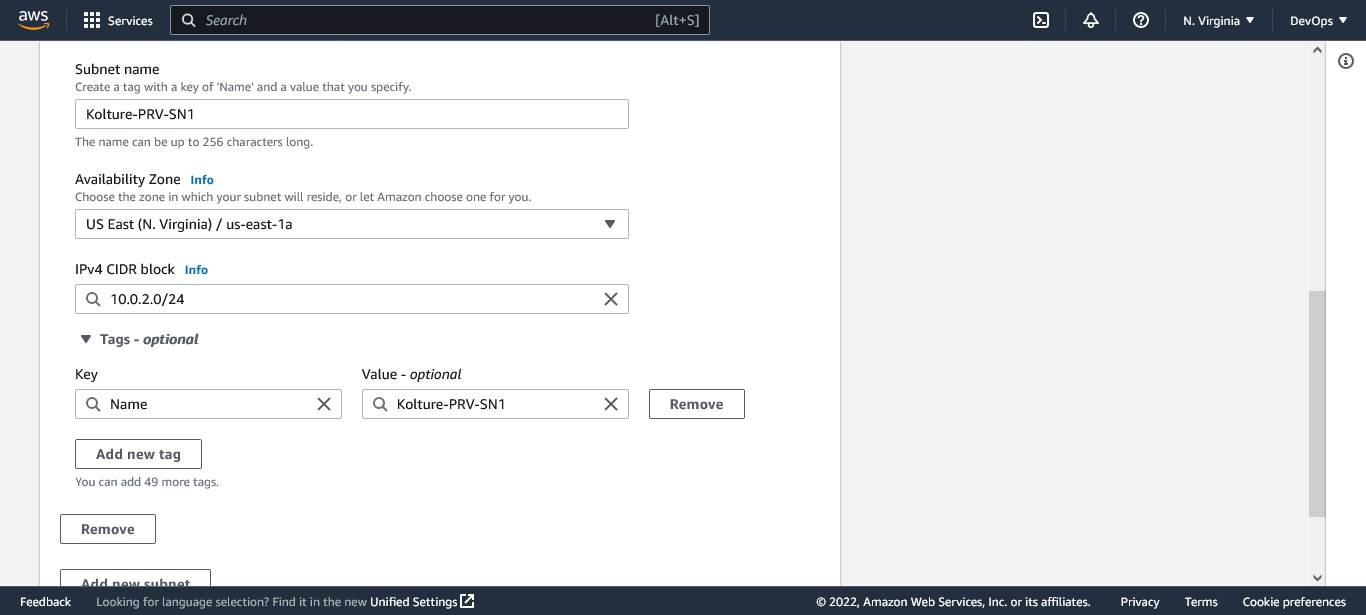 aws
Services
Search
[Alt+S]
N. Virginia
DevOps
Subnet name
Create a tag with a key of 'Name' and a value that you specify.
Kolture-PRV-SN1
The name can be up to 256 characters long.
Availability Zone Info
Choose the zone in which your subnet will reside, or let Amazon choose one for you.
US East (N. Virginia) / us-east-1a
IPv4 CIDR block Info
10.0.2.0/24
Tags - optional
Key
Value - optional
Name
Kolture-PRV-SN1
Remove
Add new tag
You can add 49 more tags.
Remove
Add new subnet
Feedback
Looking for language selection? Find it in the new Unified Settings
© 2022, Amazon Web Services, Inc. or its affiliates.
Privacy
Terms
Cookie preferences